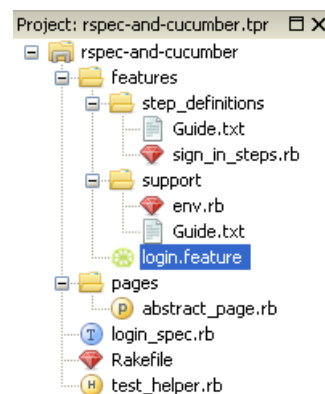 Project: rspec-and-cucumber.tpr
rspec-and-cucumber
features
step_definitions
Guide.txt
sign_in_steps.rb
support
env.rb
Guide.txt
login.feature
pages
P abstract_page.rb
T login_spec.rb
Rakefile
H test_helper.rb